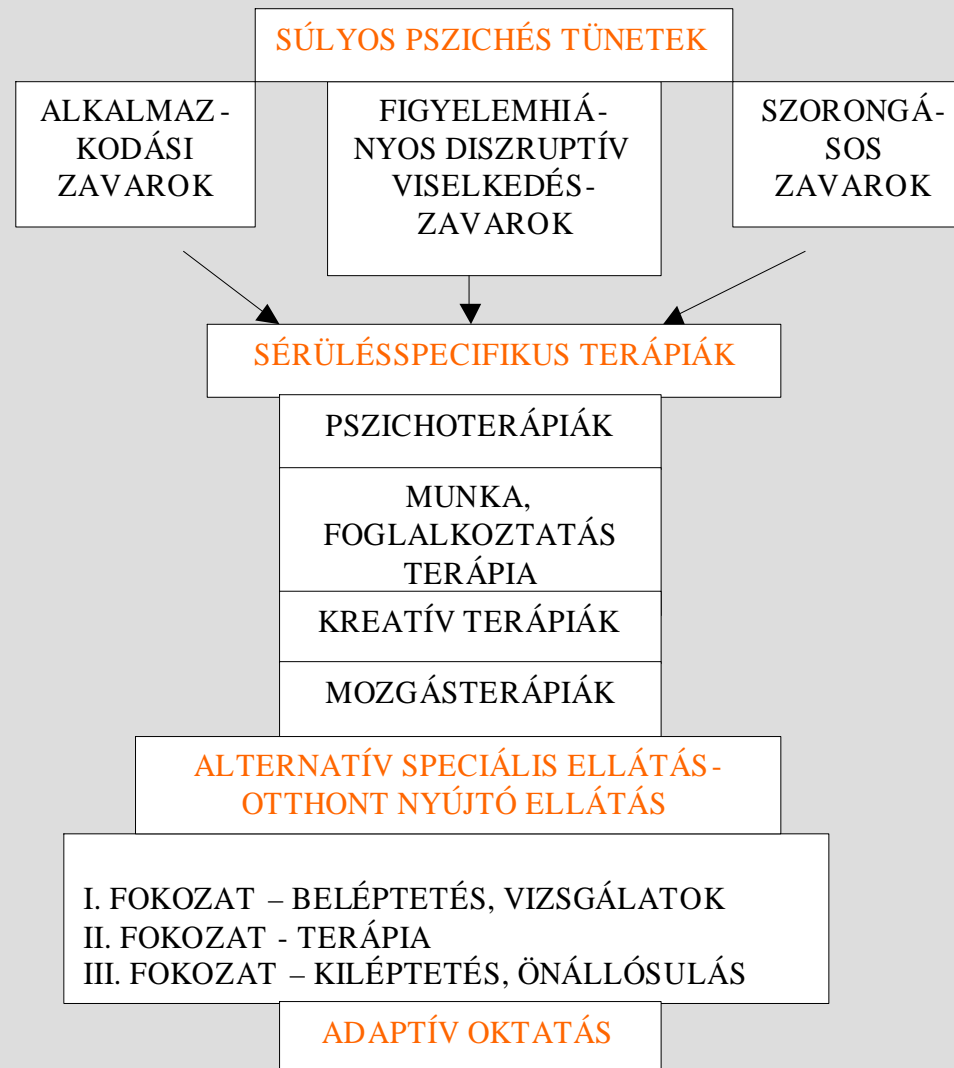 SÚLYOS PSZICHÉS TÜNETEK
ALKALMAZ-
KODÁSI
ZAVAROK
FIGYELEMHIÁ-
NYOS DISZRUPTÍV
VISELKEDÉS-
ZAVAROK
SZORONGÁ-
SOS
ZAVAROK
SÉRÜLÉSSPECIFIKUS TERÁPIÁK
PSZICHOTERÁPIÁK
MUNKA,
FOGLALKOZTATÁS
TERÁPIA
KREATÍV TERÁPIÁK
MOZGÁSTERÁPIÁK
ALTERNATÍV SPECIÁLIS ELLÁTÁS-
OTTHONT NYÚJTÓ ELLÁTÁS
I. FOKOZAT – BELÉPTETÉS, VIZSGÁLATOK
II. FOKOZAT - TERÁPIA
III. FOKOZAT – KILÉPTETÉS, ÖNÁLLÓSULÁS
ADAPTÍV OKTATÁS